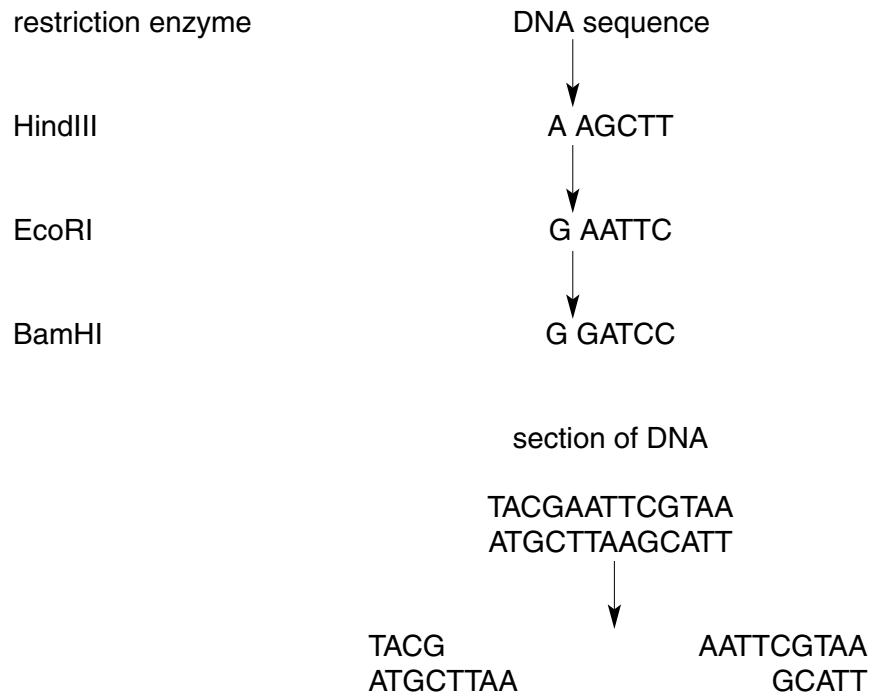 restriction enzyme DNA sequence
HindIII A AGCTT
EcoRI G AATTC
BamHI G GATCC
section of DNA
TACGAATTCGTAA
ATGCTTAAGCATT
TACG AATTCGTAA
ATGCTTAA GCATT